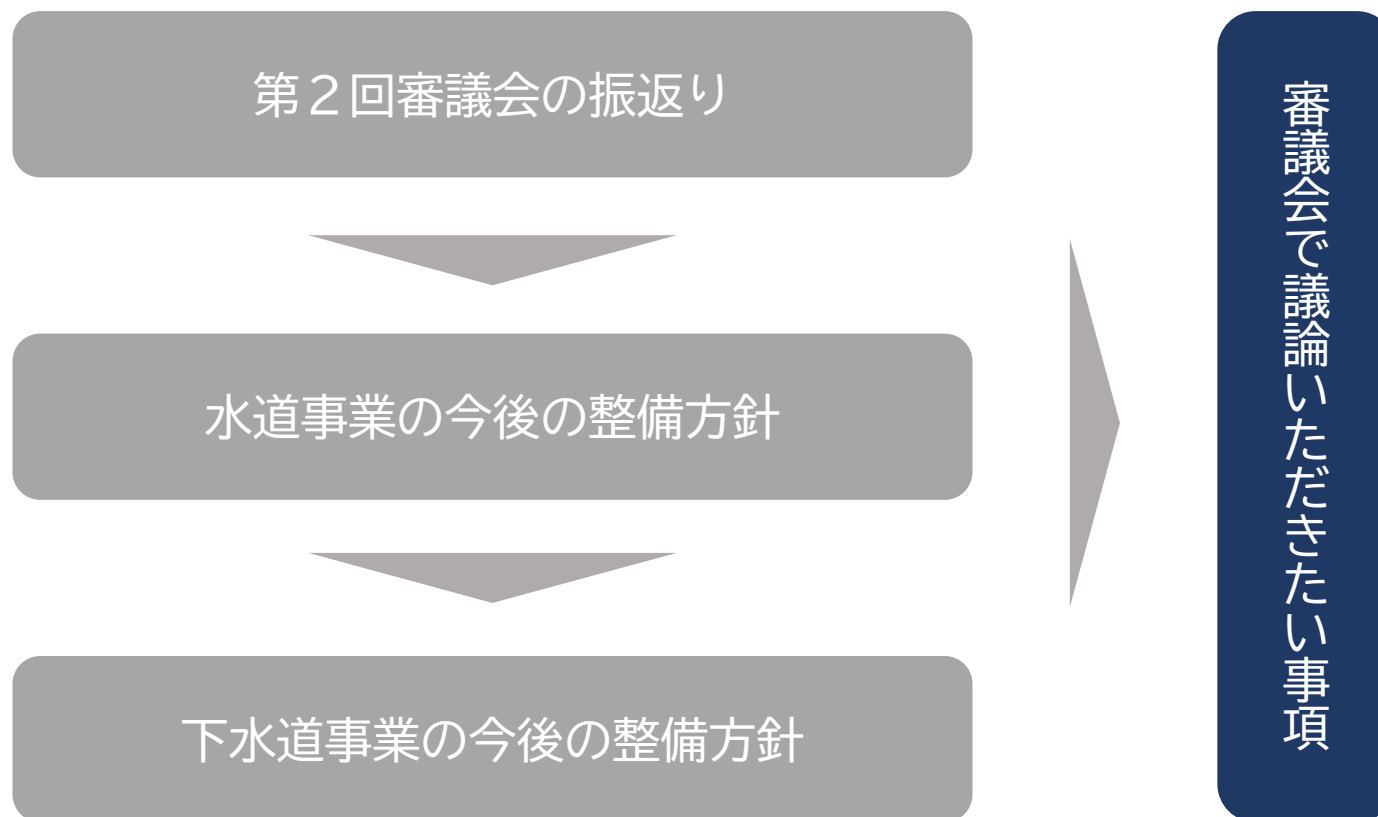 第２回審議会の振返り
水道事業の今後の整備方針
下水道事業の今後の整備方針
審議会で議論いただきたい事項